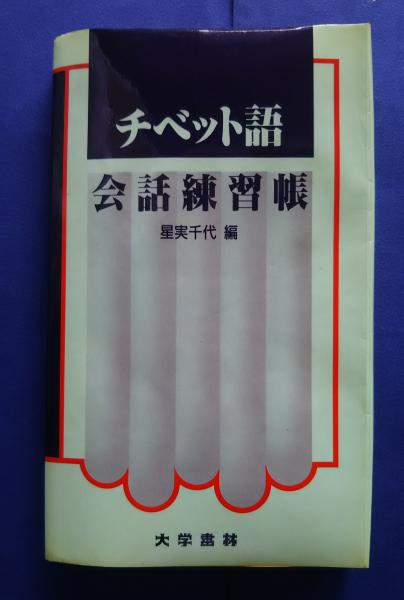 チベット語
会話練習帳
星実千代 編
大学書林